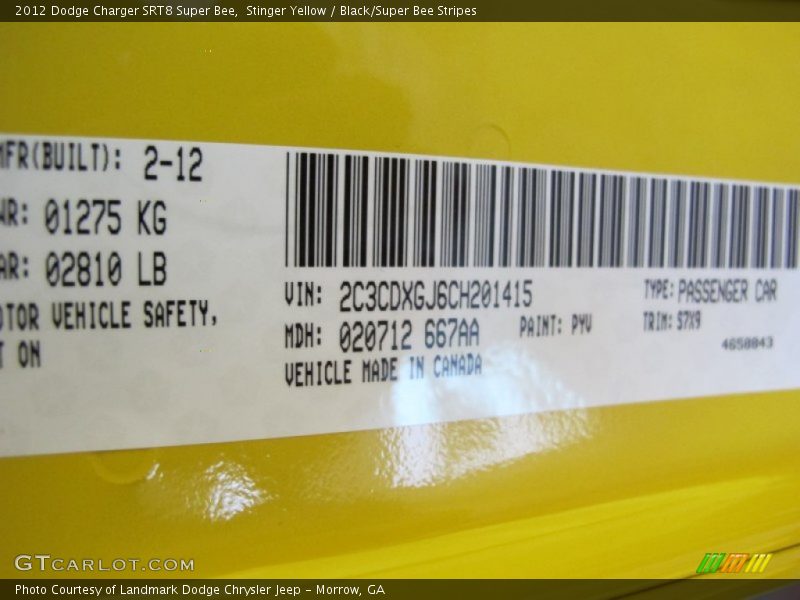 2012 Dodge Charger SRT8 Super Bee,  Stinger Yellow / Black/Super Bee Stripes
MFR(BUILT): 2-12
WR: 01275 KG
AR: 02810 LB
OTOR VEHICLE SAFETY,
T ON
VIN: 2C3CDXGJ6CH201415
TYPE: PASSENGER CAR
MDH: 020712 667AA
PAINT: PYV
TRIM: S7X9
4658843
VEHICLE MADE IN CANADA
GTCARLOT.COM
Photo Courtesy of Landmark Dodge Chrysler Jeep - Morrow, GA